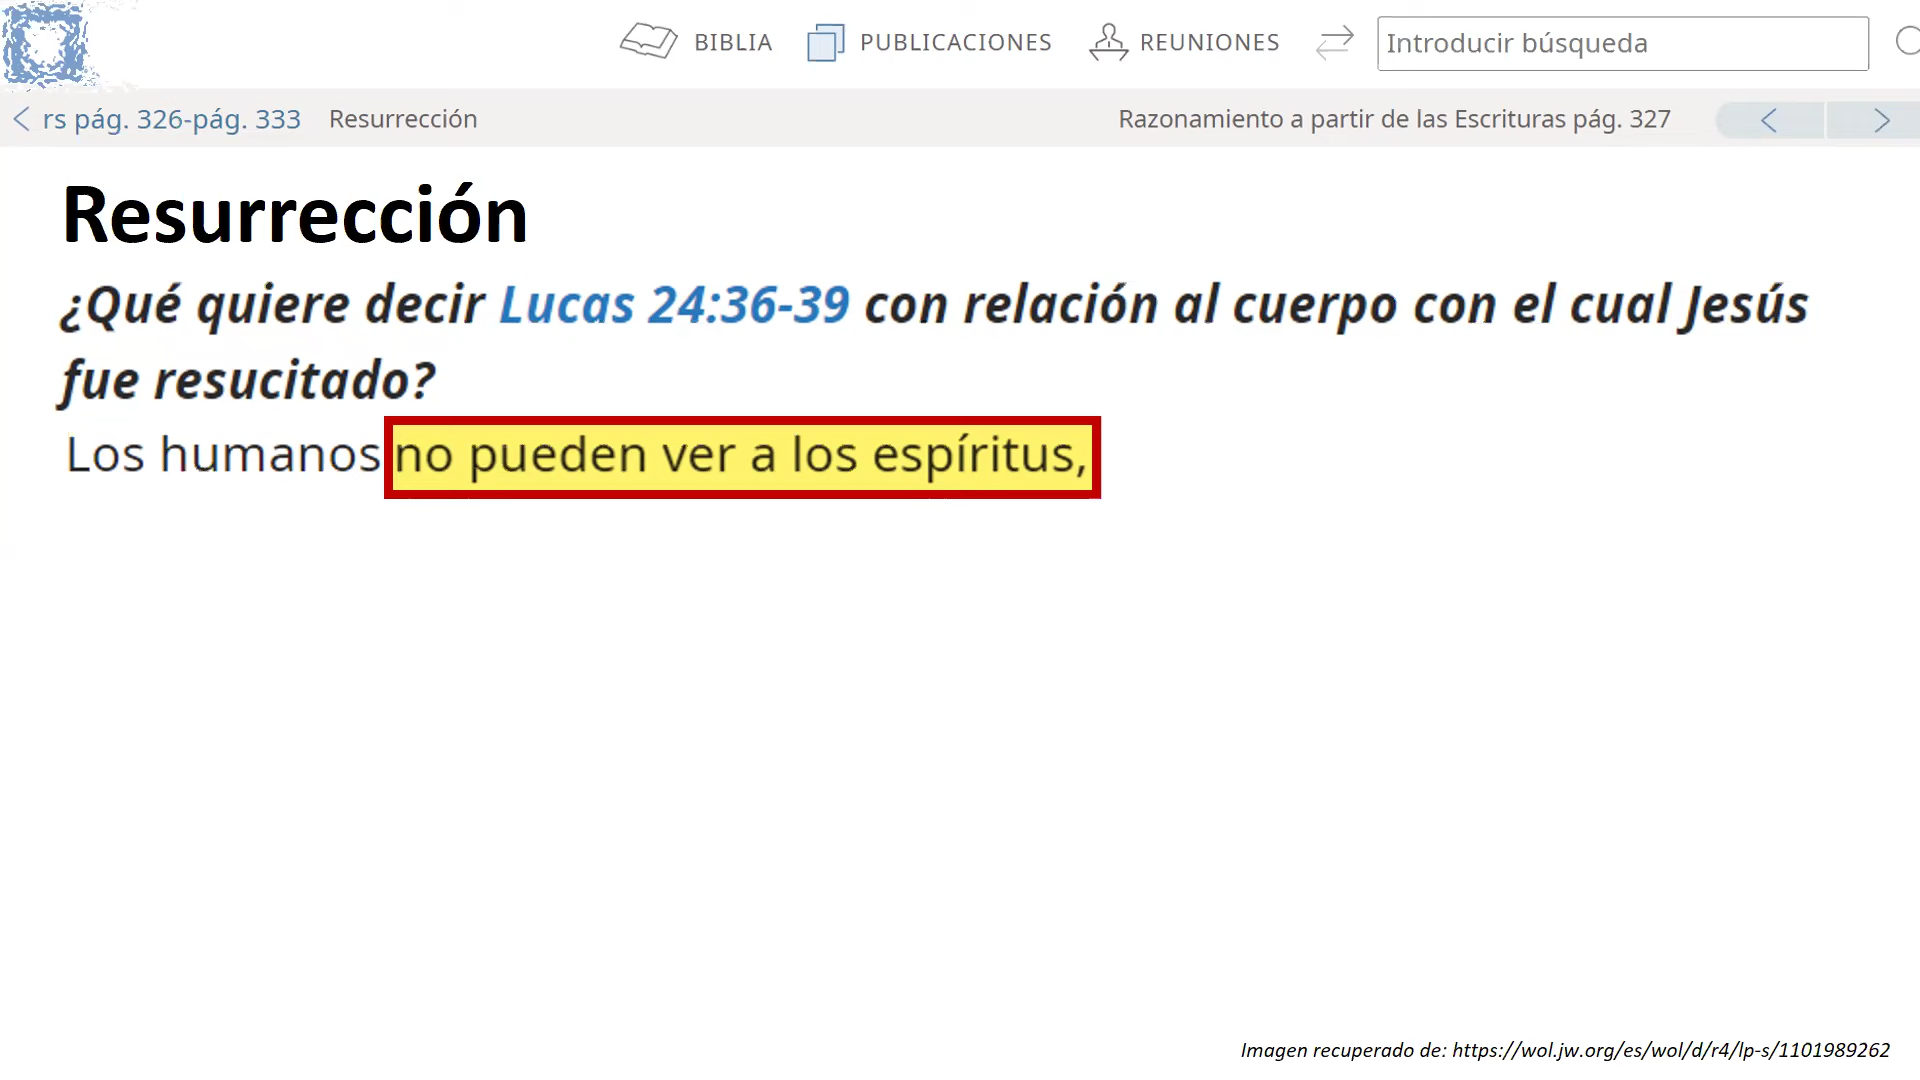 BIBLIA PUBLICACIONES REUNIONES Introducir búsqueda
rs pág. 326-pág. 333 Resurrección Razonamiento a partir de las Escrituras pág. 327
Resurrección
¿Qué quiere decir Lucas 24:36-39 con relación al cuerpo con el cual Jesús
fue resucitado?
Los humanos no pueden ver a los espíritus,
Imagen recuperado de: https://wol.jw.org/es/wol/d/r4/lp-s/1101989262